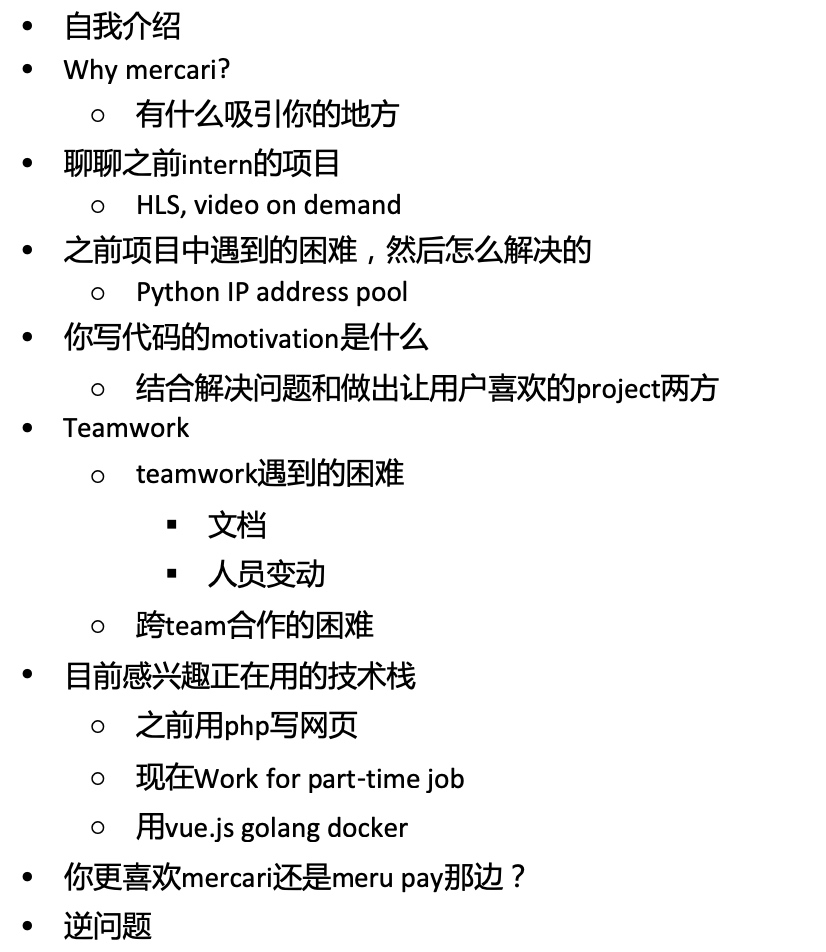 • 自我介绍
• Why mercari?
○ 有什么吸引你的地方
• 聊聊之前intern的项目
○ HLS, video on demand
• 之前项目中遇到的困难，然后怎么解决的
○ Python IP address pool
• 你写代码的motivation是什么
○ 结合解决问题和做出让用户喜欢的project两方
• Teamwork
○ teamwork遇到的困难
▪ 文档
▪ 人员变动
○ 跨team合作的困难
• 目前感兴趣正在用的技术栈
○ 之前用php写网页
○ 现在Work for part-time job
○ 用vue.js golang docker
• 你更喜欢mercari还是meru pay那边？
• 逆问题